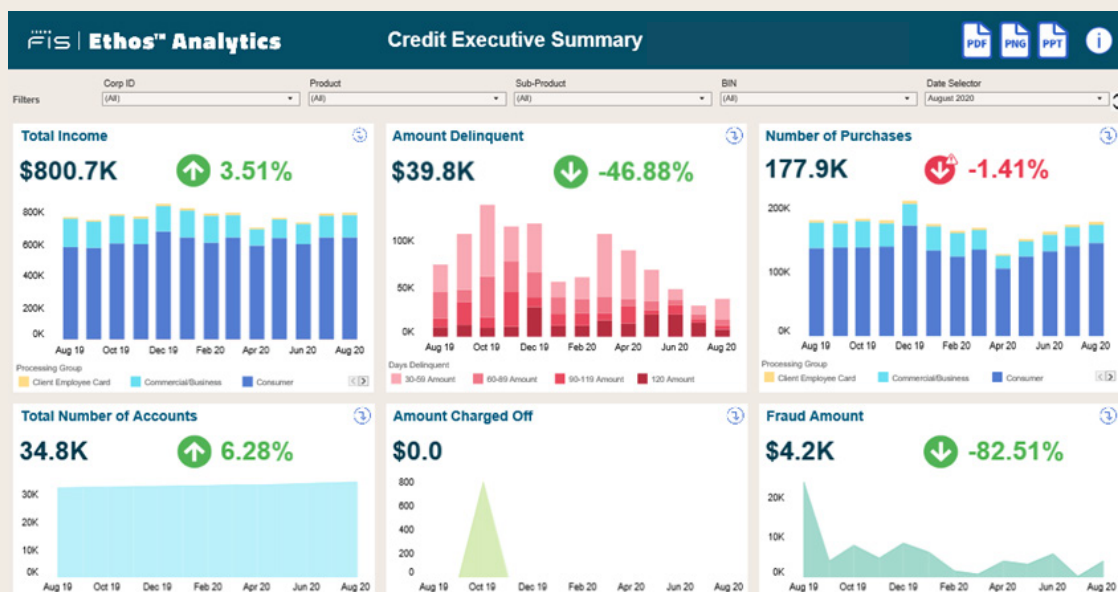 FIS | Ethos™ Analytics
Credit Executive Summary
PDF PNG PPT i
Filters
Corp ID
(All)
Product
(All)
Sub-Product
(All)
BIN
(All)
Date Selector
August 2020
Total Income
$800.7K 3.51%
800K
600K
400K
200K
0K
Aug 19 Oct 19 Dec 19 Feb 20 Apr 20 Jun 20 Aug 20
Processing Group
Client Employee Card Commercial/Business Consumer
Amount Delinquent
$39.8K -46.88%
100K
50K
0K
Aug 19 Oct 19 Dec 19 Feb 20 Apr 20 Jun 20 Aug 20
Days Delinquent
30-59 Amount 60-89 Amount 90-119 Amount 120 Amount
Number of Purchases
177.9K -1.41%
200K
100K
0K
Aug 19 Oct 19 Dec 19 Feb 20 Apr 20 Jun 20 Aug 20
Processing Group
Client Employee Card Commercial/Business Consumer
Total Number of Accounts
34.8K 6.28%
30K
20K
10K
0K
Aug 19 Oct 19 Dec 19 Feb 20 Apr 20 Jun 20 Aug 20
Amount Charged Off
$0.0
800
600
400
200
0
Aug 19 Oct 19 Dec 19 Feb 20 Apr 20 Jun 20 Aug 20
Fraud Amount
$4.2K -82.51%
20K
10K
0K
Aug 19 Oct 19 Dec 19 Feb 20 Apr 20 Jun 20 Aug 20